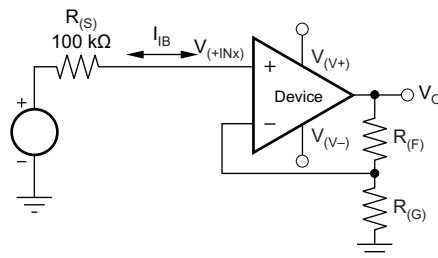 R(S)
100 kΩ
IIB
V(+INx)
+
V(V+)
Device
VO
+
−
−
V(V−)
R(F)
R(G)